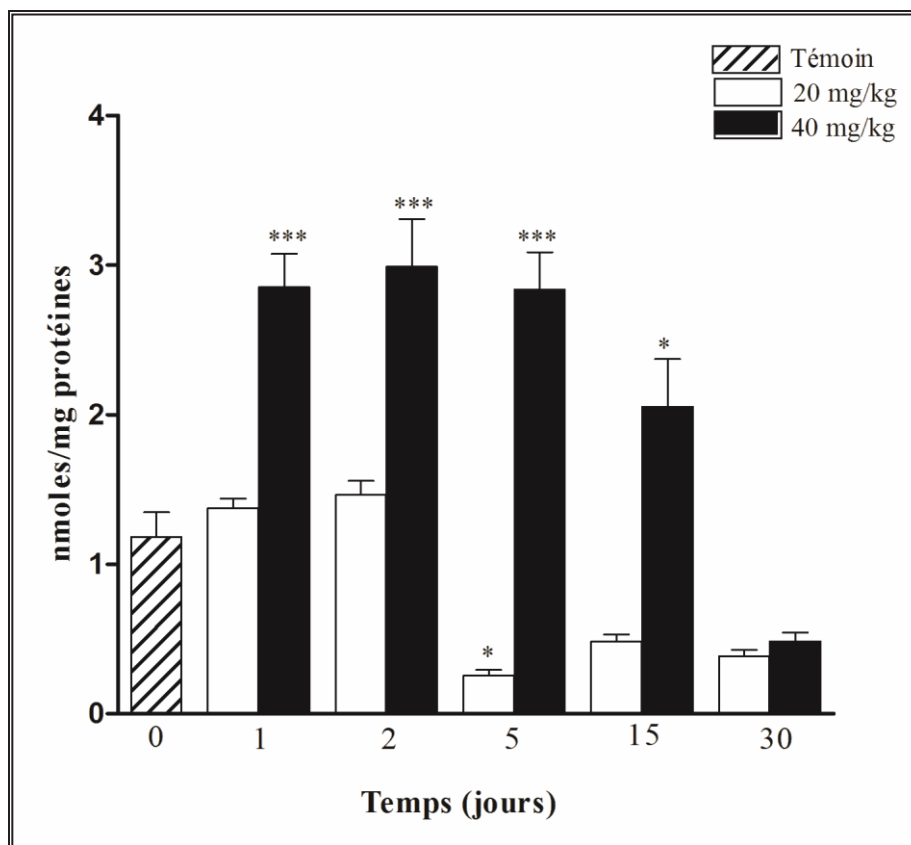 Témoin
20 mg/kg
40 mg/kg
4
3
2
1
0
nmoles/mg protéines
***
***
***
*
*
0 1 2 5 15 30
Temps (jours)